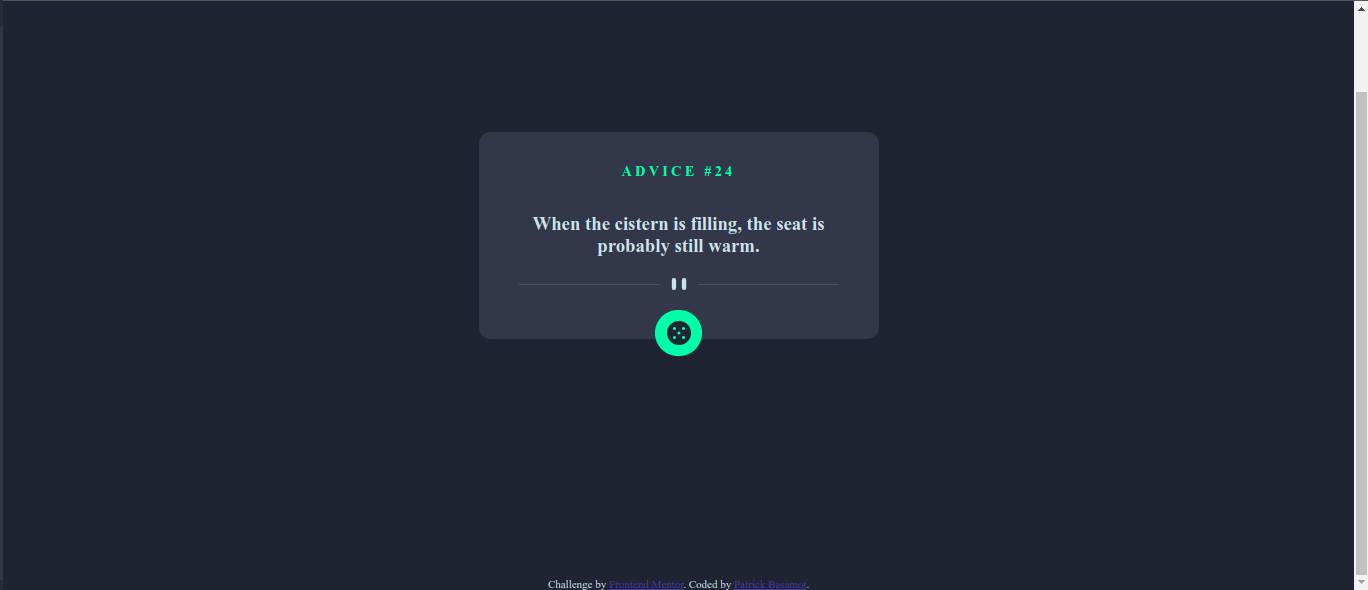 ADVICE #24
When the cistern is filling, the seat is
probably still warm.
Challenge by Frontend Mentor. Coded by Patrick Basamot.